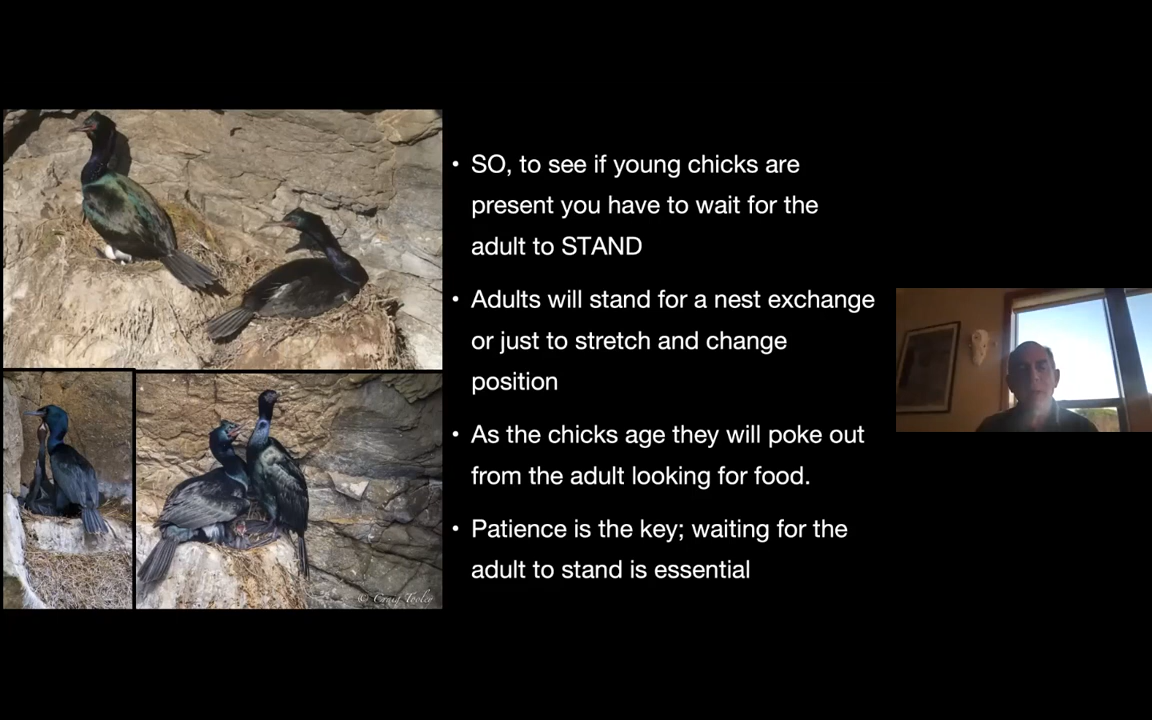 • SO, to see if young chicks are
present you have to wait for the
adult to STAND
• Adults will stand for a nest exchange
or just to stretch and change
position
• As the chicks age they will poke out
from the adult looking for food.
• Patience is the key; waiting for the
adult to stand is essential
© Craig Tooley